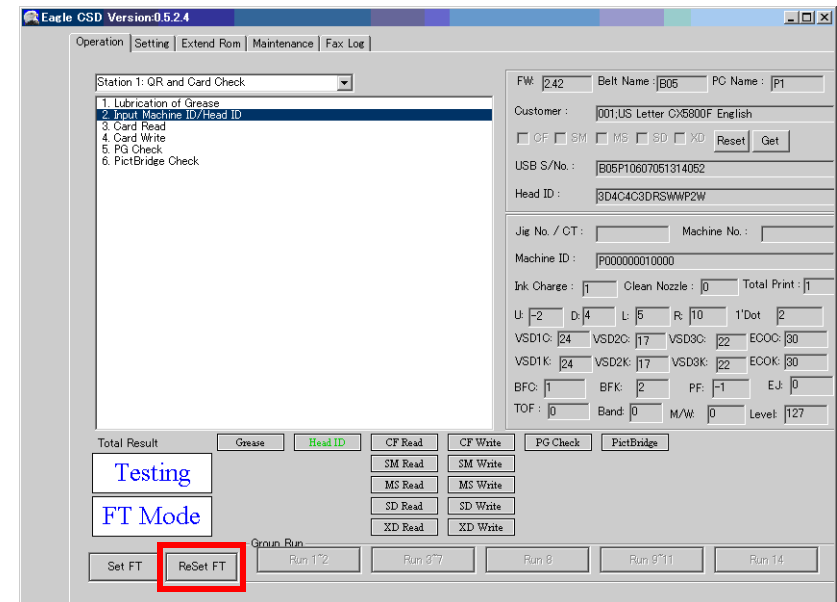 Eagle CSD Version:0.5.2.4
Operation Setting Extend Rom Maintenance Fax Log
Station 1: QR and Card Check
1. Lubrication of Grease
2. Input Machine ID/Head ID
3. Card Read
4. Card Write
5. PG Check
6. PictBridge Check
FW: 2.42 Belt Name : B05 PC Name : P1
Customer : 001;US Letter CX5800F English
CF SM MS SD XD Reset Get
USB S/No. : B05P10607051314052
Head ID : 3D4C4C3DRSWWP2W
Jig No. / CT : Machine No. :
Machine ID : P000000010000
Ink Charge : 1 Clean Nozzle : 0 Total Print : 1
U: -2 D: 4 L: 5 R: 10 1'Dot 2
VSD1C: 24 VSD2C: 17 VSD3C: 22 ECOC: 30
VSD1K: 24 VSD2K: 17 VSD3K: 22 ECOK: 30
BFC: 1 BFK: 2 PF: -1 EJ: 0
TOF : 0 Band: 0 M/W: 0 Level: 127
Total Result Grease Head ID CF Read CF Write PG Check PictBridge
Testing SM Read SM Write
MS Read MS Write
FT Mode SD Read SD Write
XD Read XD Write
Group Run
Set FT ReSet FT Run 1~2 Run 3~7 Run 8 Run 9~11 Run 14